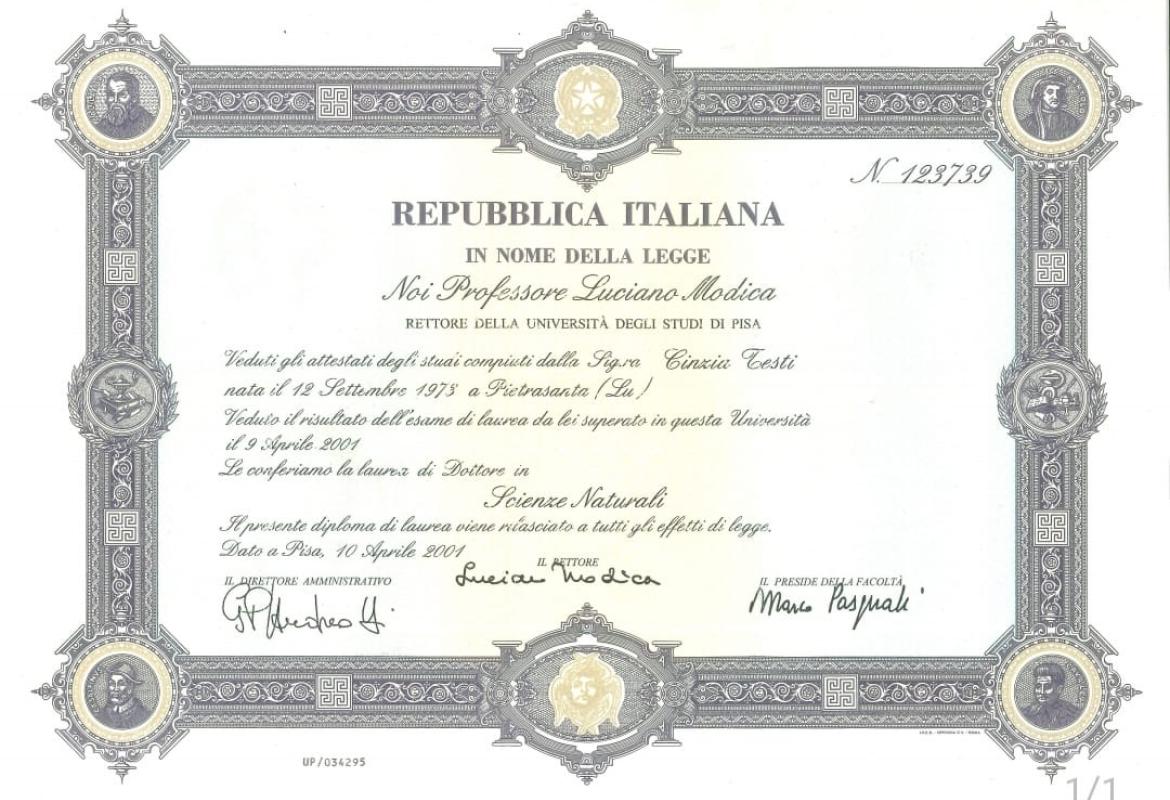 N. 123739
REPUBBLICA ITALIANA
IN NOME DELLA LEGGE
Noi Professore Luciano Modica
RETTORE DELLA UNIVERSITÀ DEGLI STUDI DI PISA
Veduti gli attestati degli studi compiuti dalla Sig.ra Cinzia Testi
nata il 12 Settembre 1973 a Pietrasanta (Lu)
Veduto il risultato dell'esame di laurea da lei superato in questa Università
il 9 Aprile 2001
Le conferiamo la laurea di Dottore in
Scienze Naturali
Il presente diploma di laurea viene rilasciato a tutti gli effetti di legge.
Dato a Pisa, 10 Aprile 2001
IL RETTORE
Luciano Modica
IL DIRETTORE AMMINISTRATIVO
IL PRESIDE DELLA FACOLTÀ
Marco Pasquali
UP/034295
1/1